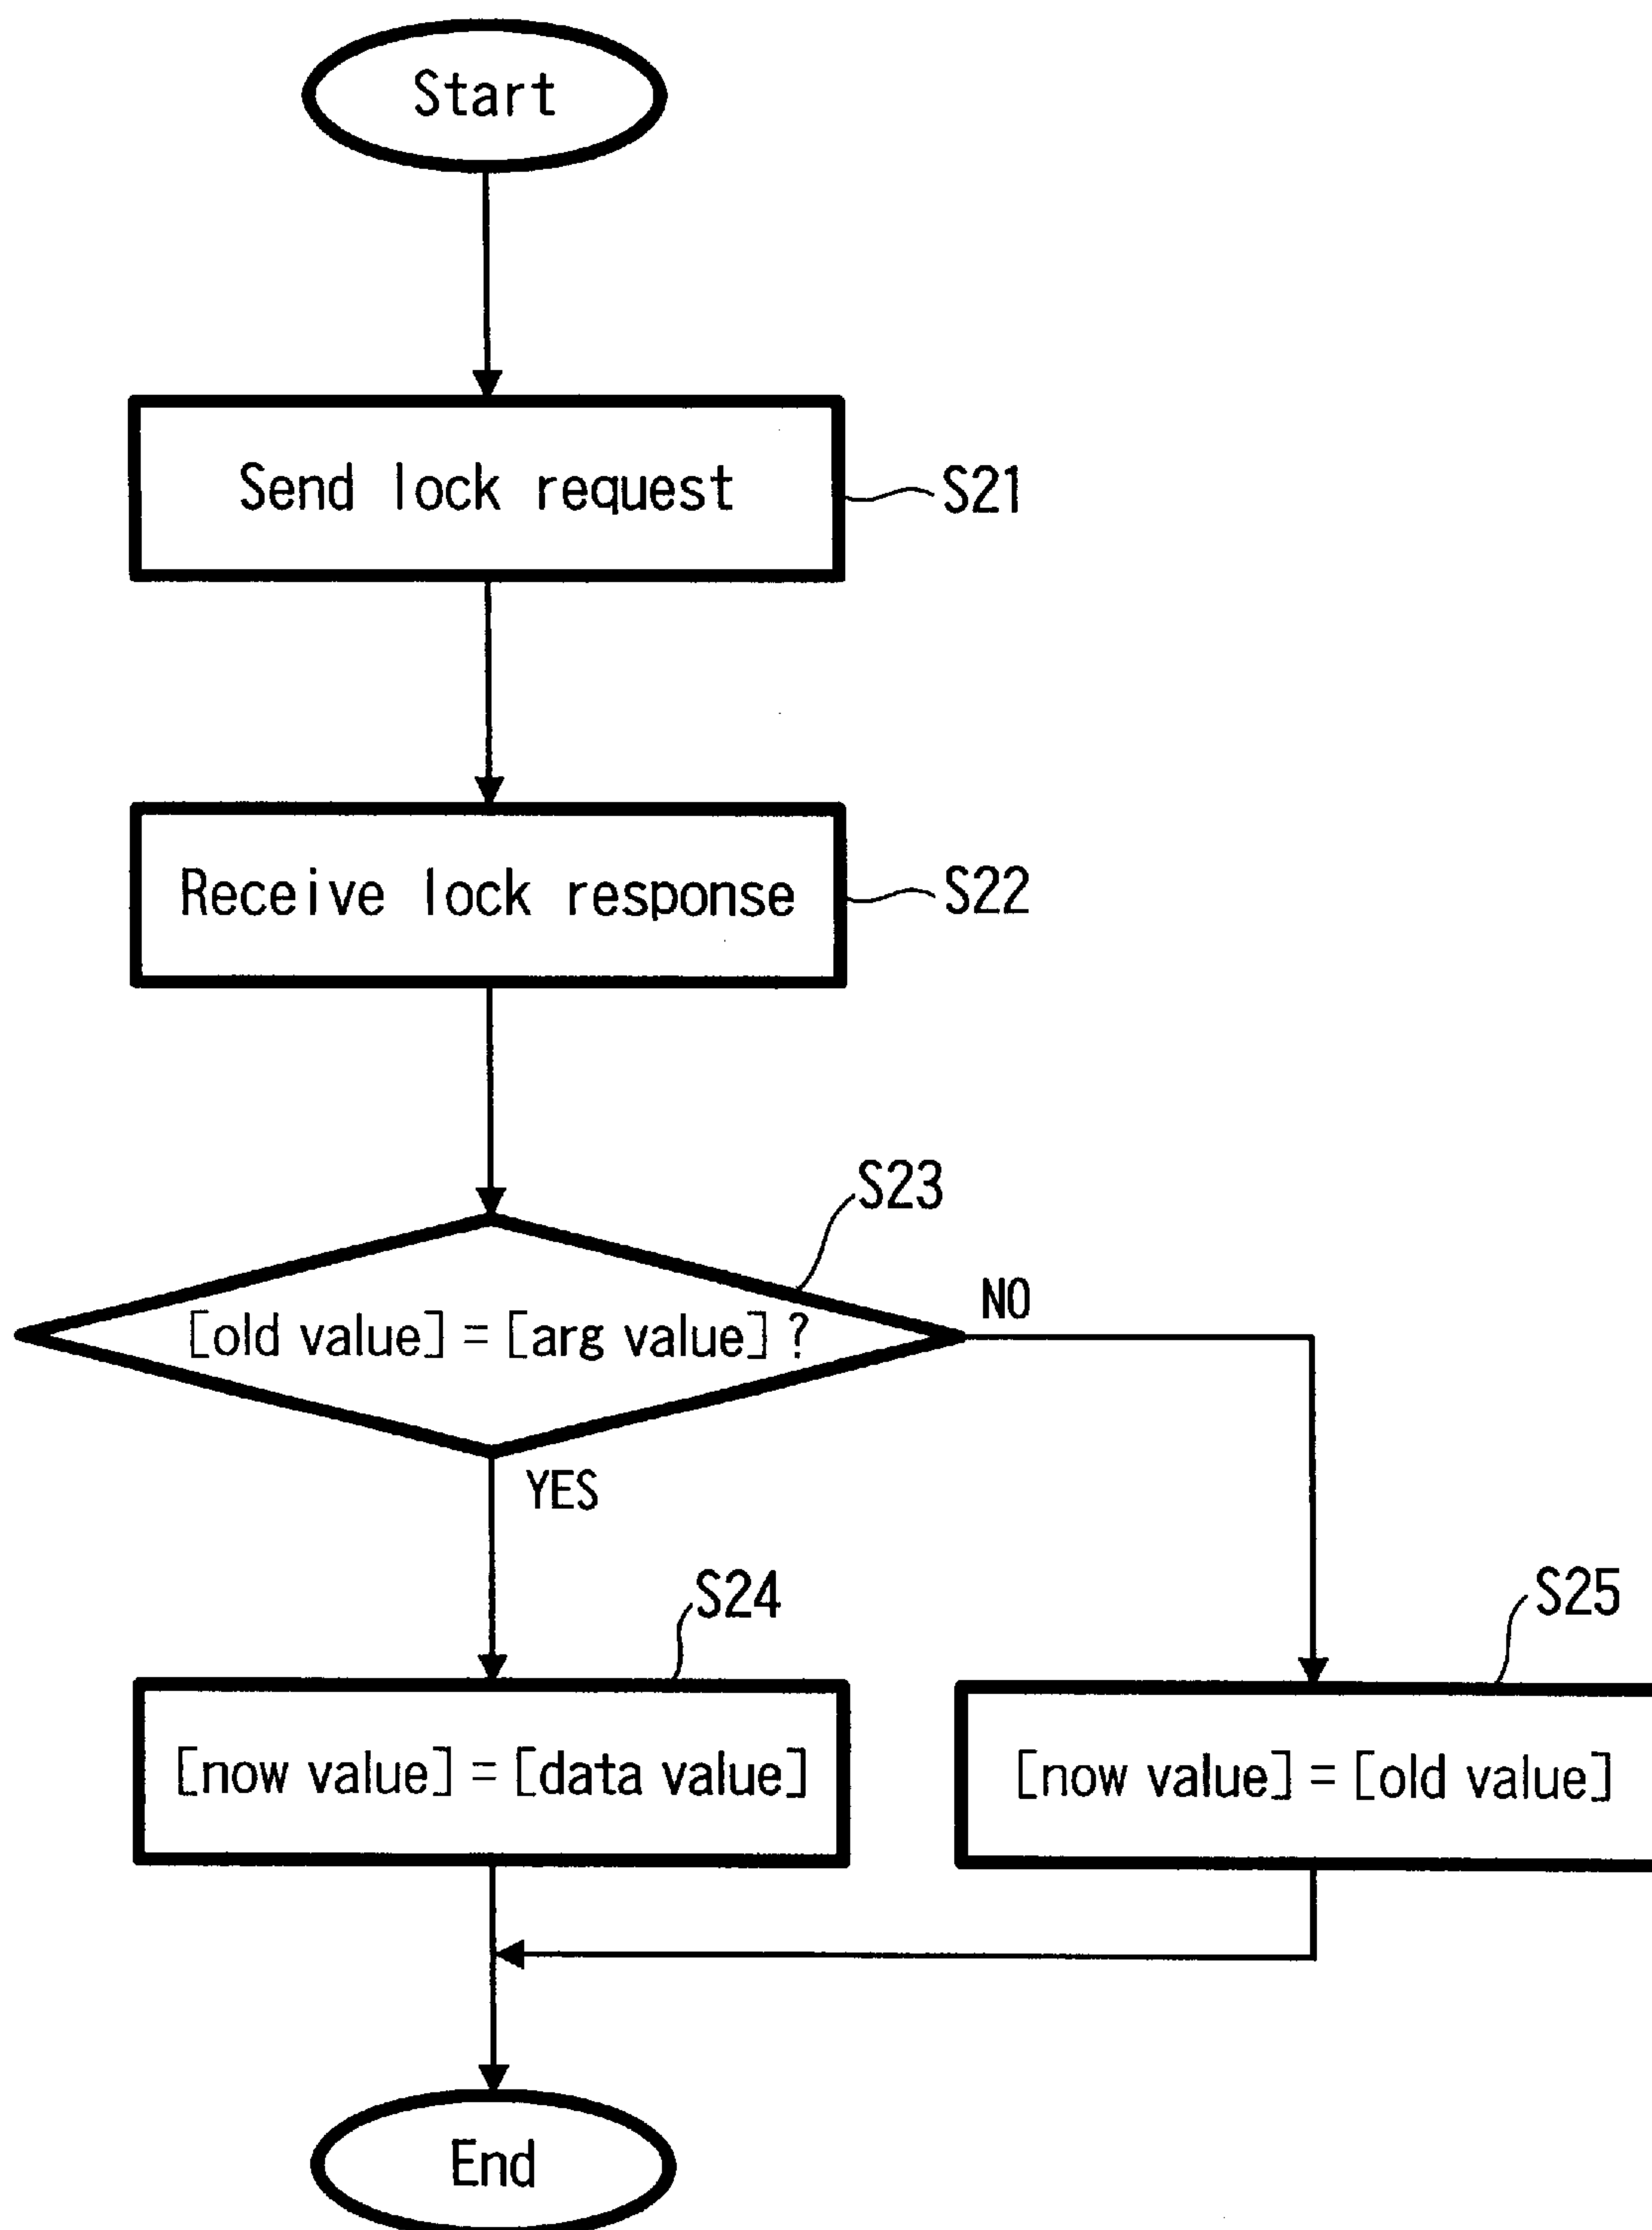 Start
Send lock request
S21
Receive lock response
S22
S23
[old value] = [arg value] ?
NO
YES
S24
S25
[now value] = [data value]
[now value] = [old value]
End